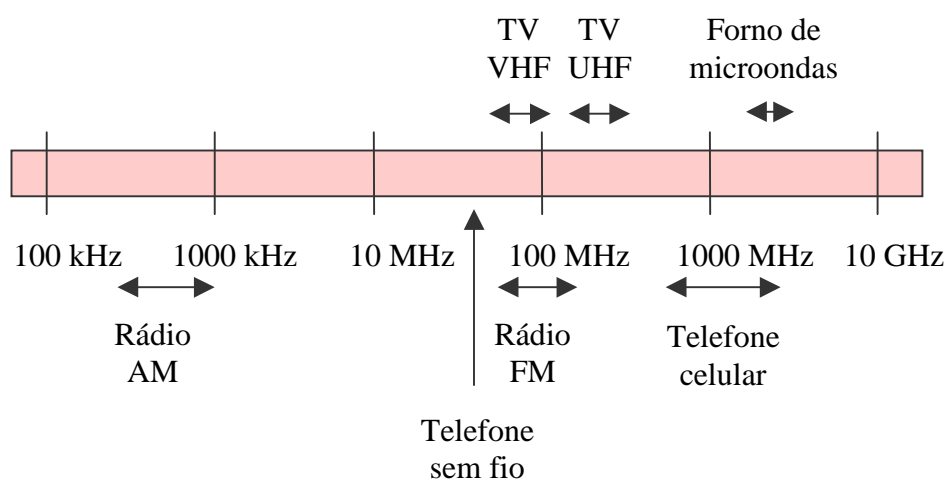 TV TV Forno de
VHF UHF microondas
100 kHz 1000 kHz 10 MHz 100 MHz 1000 MHz 10 GHz
Rádio Rádio Telefone
AM FM celular
Telefone
sem fio